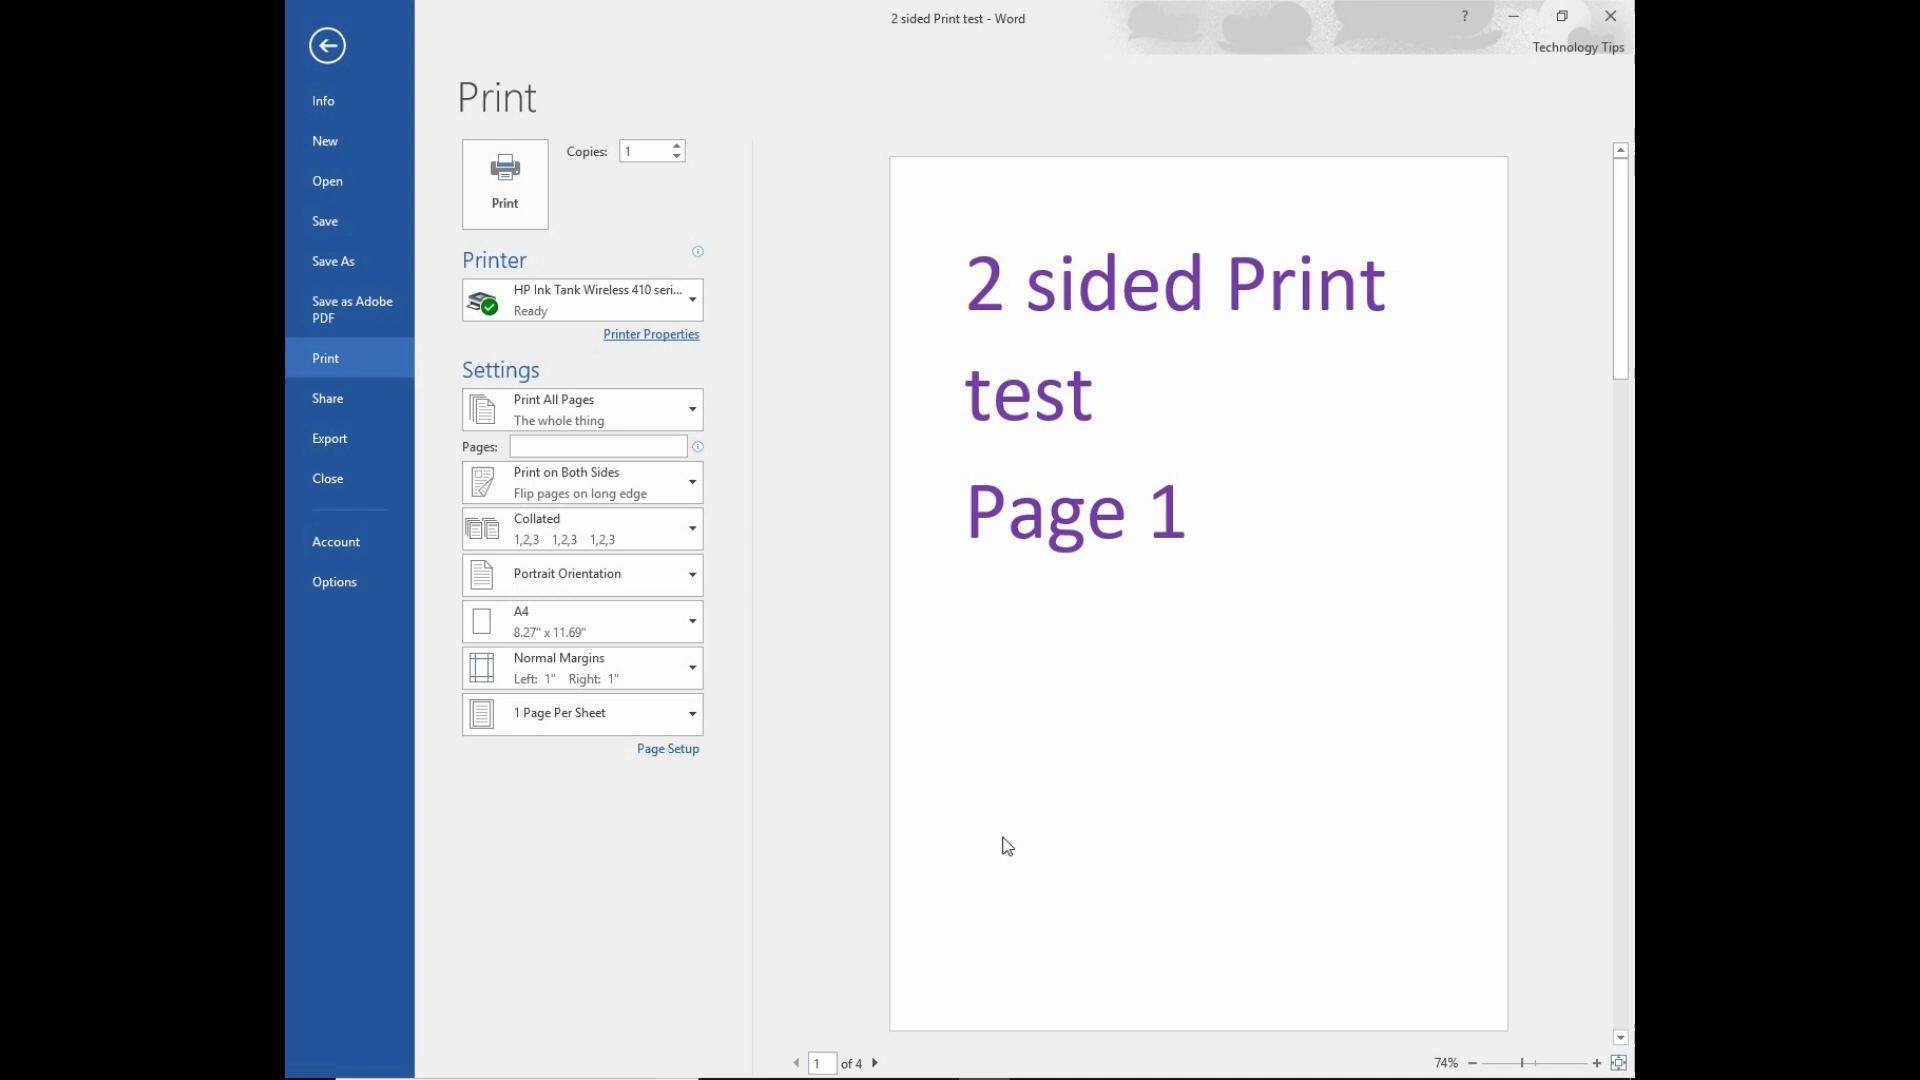 2 sided Print test - Word
?
Technology Tips
Info
New
Open
Save
Save As
Save as Adobe
PDF
Print
Share
Export
Close
Account
Options
Print
Print
Copies: 1
Printer
HP Ink Tank Wireless 410 seri...
Ready
Printer Properties
Settings
Print All Pages
The whole thing
Pages:
Print on Both Sides
Flip pages on long edge
Collated
1,2,3 1,2,3 1,2,3
Portrait Orientation
A4
8.27" x 11.69"
Normal Margins
Left: 1" Right: 1"
1 Page Per Sheet
Page Setup
2 sided Print
test
Page 1
1 of 4
74%